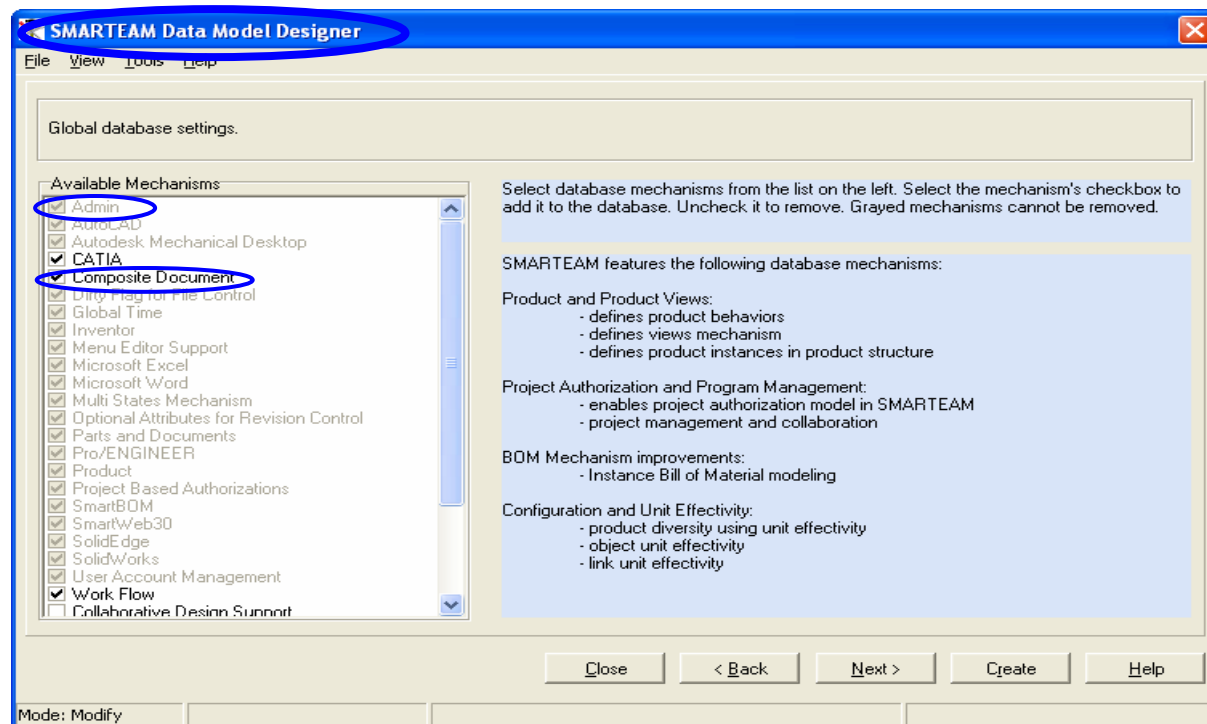 SMARTEAM Data Model Designer
File View Tools Help
Global database settings.
Available Mechanisms
Admin
AutoCAD
Autodesk Mechanical Desktop
CATIA
Composite Document
Dirty Flag for File Control
Global Time
Inventor
Menu Editor Support
Microsoft Excel
Microsoft Word
Multi States Mechanism
Optional Attributes for Revision Control
Parts and Documents
Pro/ENGINEER
Product
Project Based Authorizations
SmartBOM
SmartWeb30
SolidEdge
SolidWorks
User Account Management
Work Flow
Collaborative Design Support
Select database mechanisms from the list on the left. Select the mechanism's checkbox to
add it to the database. Uncheck it to remove. Grayed mechanisms cannot be removed.
SMARTEAM features the following database mechanisms:
Product and Product Views:
- defines product behaviors
- defines views mechanism
- defines product instances in product structure
Project Authorization and Program Management:
- enables project authorization model in SMARTEAM
- project management and collaboration
BOM Mechanism improvements:
- Instance Bill of Material modeling
Configuration and Unit Effectivity:
- product diversity using unit effectivity
- object unit effectivity
- link unit effectivity
Close < Back Next > Create Help
Mode: Modify